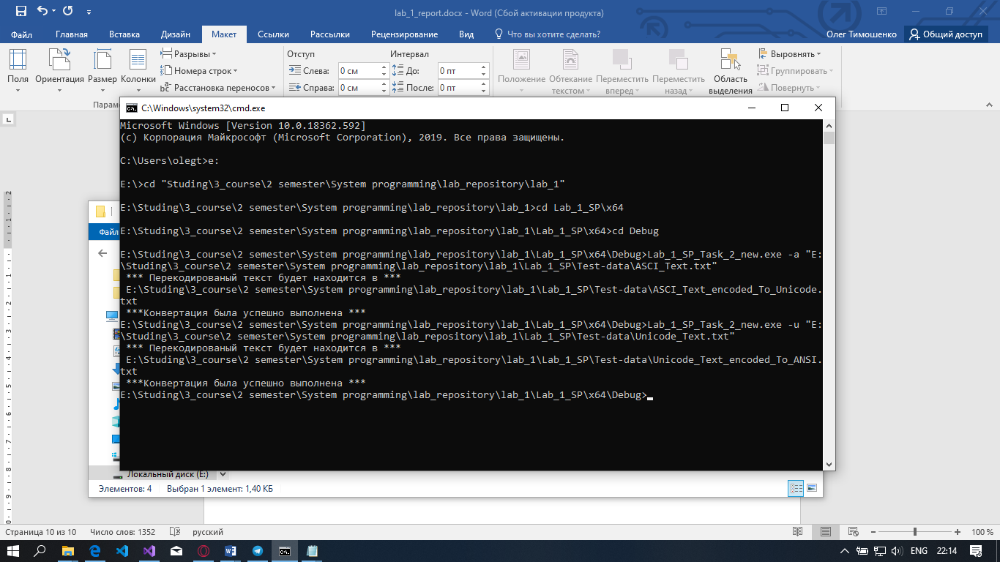 lab_1_report.docx - Word (Сбой активации продукта)
Файл Главная Вставка Дизайн Макет Ссылки Рассылки Рецензирование Вид Что вы хотите сделать? Олег Тимошенко Общий доступ
Поля Ориентация Размер Колонки
Разрывы
Номера строк
Расстановка переносов
Отступ Интервал
Слева: 0 см До: 0 пт
Справа: 0 см После: 0 пт
Положение Обтекание текстом Переместить вперед Переместить назад Область выделения
Выровнять
Группировать
Повернуть
Парам
C:\Windows\system32\cmd.exe
Microsoft Windows [Version 10.0.18362.592]
(c) Корпорация Майкрософт (Microsoft Corporation), 2019. Все права защищены.
C:\Users\olegt>e:
E:\>cd "Studing\3_course\2 semester\System programming\lab_repository\lab_1"
E:\Studing\3_course\2 semester\System programming\lab_repository\lab_1>cd Lab_1_SP\x64
E:\Studing\3_course\2 semester\System programming\lab_repository\lab_1\Lab_1_SP\x64>cd Debug
E:\Studing\3_course\2 semester\System programming\lab_repository\lab_1\Lab_1_SP\x64\Debug>Lab_1_SP_Task_2_new.exe -a "E:
\Studing\3_course\2 semester\System programming\lab_repository\lab_1\Lab_1_SP\Test-data\ASCI_Text.txt"
*** Перекодированый текст будет находится в ***
E:\Studing\3_course\2 semester\System programming\lab_repository\lab_1\Lab_1_SP\Test-data\ASCI_Text_encoded_To_Unicode.
txt
***Конвертация была успешно выполнена ***
E:\Studing\3_course\2 semester\System programming\lab_repository\lab_1\Lab_1_SP\x64\Debug>Lab_1_SP_Task_2_new.exe -u "E:
\Studing\3_course\2 semester\System programming\lab_repository\lab_1\Lab_1_SP\Test-data\Unicode_Text.txt"
*** Перекодированый текст будет находится в ***
E:\Studing\3_course\2 semester\System programming\lab_repository\lab_1\Lab_1_SP\Test-data\Unicode_Text_encoded_To_ANSI.
txt
***Конвертация была успешно выполнена ***
E:\Studing\3_course\2 semester\System programming\lab_repository\lab_1\Lab_1_SP\x64\Debug>
Файл
Локальный диск (E:)
Элементов: 4 Выбран 1 элемент: 1,40 КБ
Страница 10 из 10 Число слов: 1352 русский 100 %
ENG 22:14